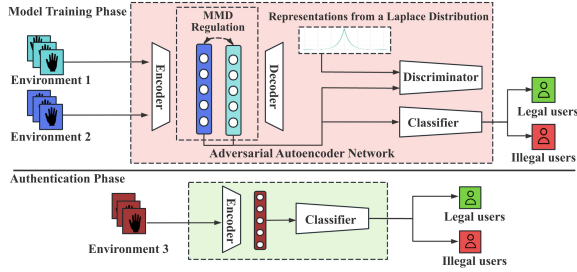 Model Training Phase
MMD
Regulation
Representations from a Laplace Distribution
Environment 1
Environment 2
Encoder
Decoder
Discriminator
Classifier
Legal users
Illegal users
Adversarial Autoencoder Network
Authentication Phase
Environment 3
Encoder
Classifier
Legal users
Illegal users